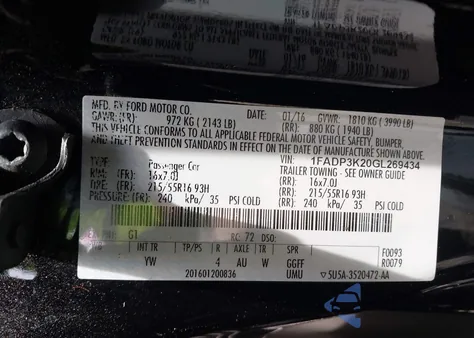 MFD. BY FORD MOTOR CO.
01/16 GVWR: 1810 KG ( 3990 LB)
GAWR: (FR): 972 KG ( 2143 LB) (RR): 880 KG ( 1940 LB)
THIS VEHICLE CONFORMS TO ALL APPLICABLE FEDERAL MOTOR VEHICLE SAFETY, BUMPER,
AND THEFT PREVENTION STANDARDS IN EFFECT ON THE DATE OF MANUFACTURE SHOWN ABOVE.
VIN: 1FADP3K20GL269434
TYPE: Passenger Car TRAILER TOWING - SEE OWNER GUIDE
RIM: (FR): 16x7.0J (RR): 16x7.0J
TIRE: (FR): 215/55R16 93H (RR): 215/55R16 93H
PRESSURE: (FR): 240 kPa/ 35 PSI COLD (RR): 240 kPa/ 35 PSI COLD
G1 RC: 72 DSO:
INT TR TP/PS R AXLE TR SPR F0093
YW 4 AU W GGFF R0079
201601200836 UMU ▽5USA-3520472-AA